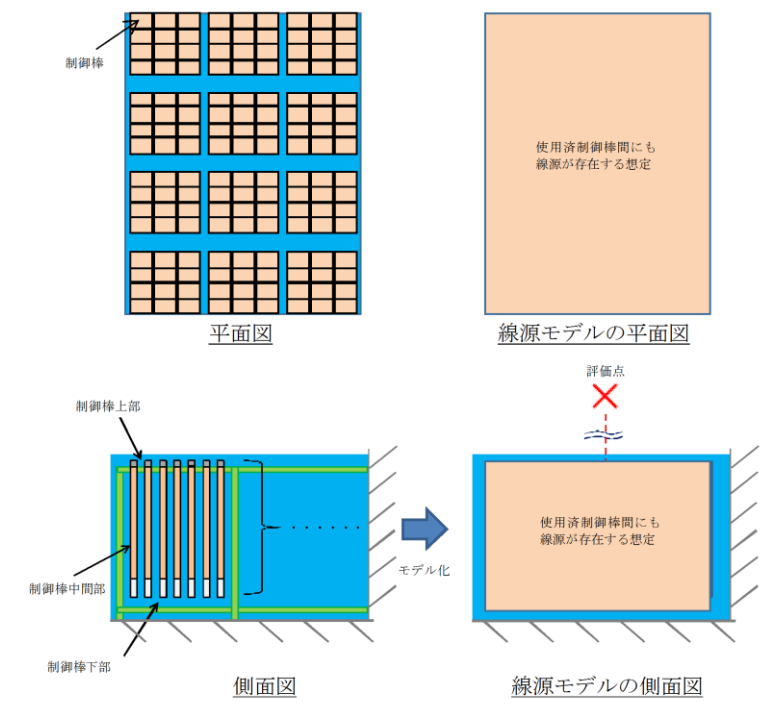 制御棒
使用済制御棒間にも
線源が存在する想定
平面図
線源モデルの平面図
評価点
制御棒上部
使用済制御棒間にも
線源が存在する想定
モデル化
制御棒中間部
制御棒下部
側面図
線源モデルの側面図